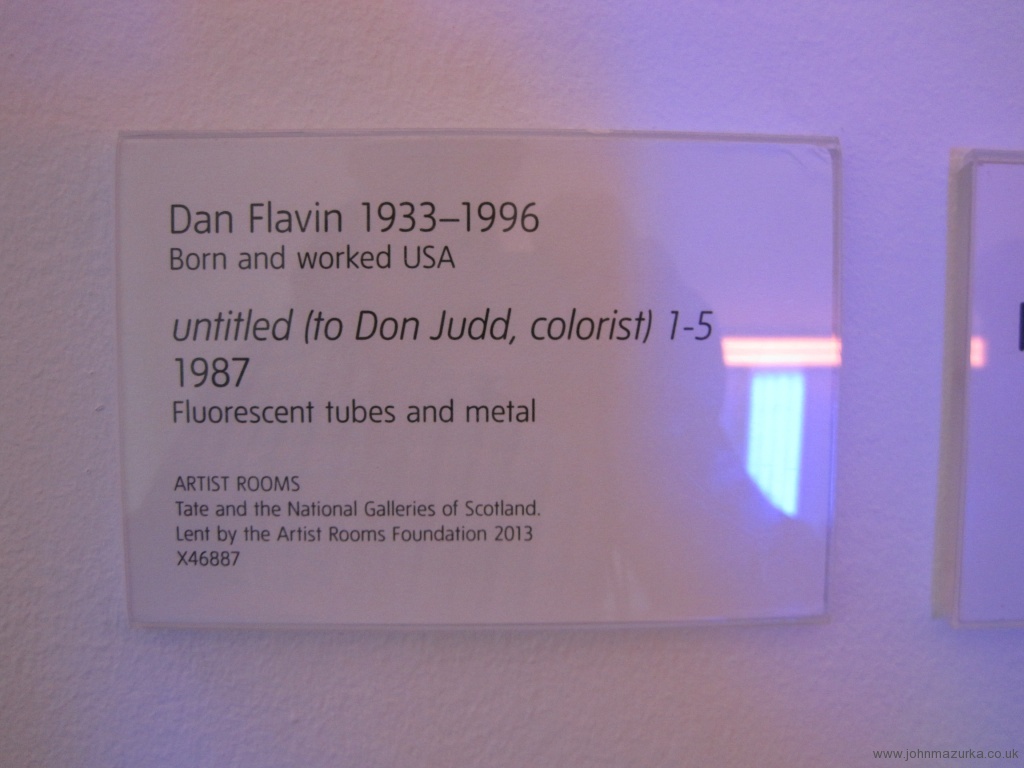 Dan Flavin 1933–1996
Born and worked USA
untitled (to Don Judd, colorist) 1-5
1987
Fluorescent tubes and metal
ARTIST ROOMS
Tate and the National Galleries of Scotland.
Lent by the Artist Rooms Foundation 2013
X46887
www.johnmazurka.co.uk